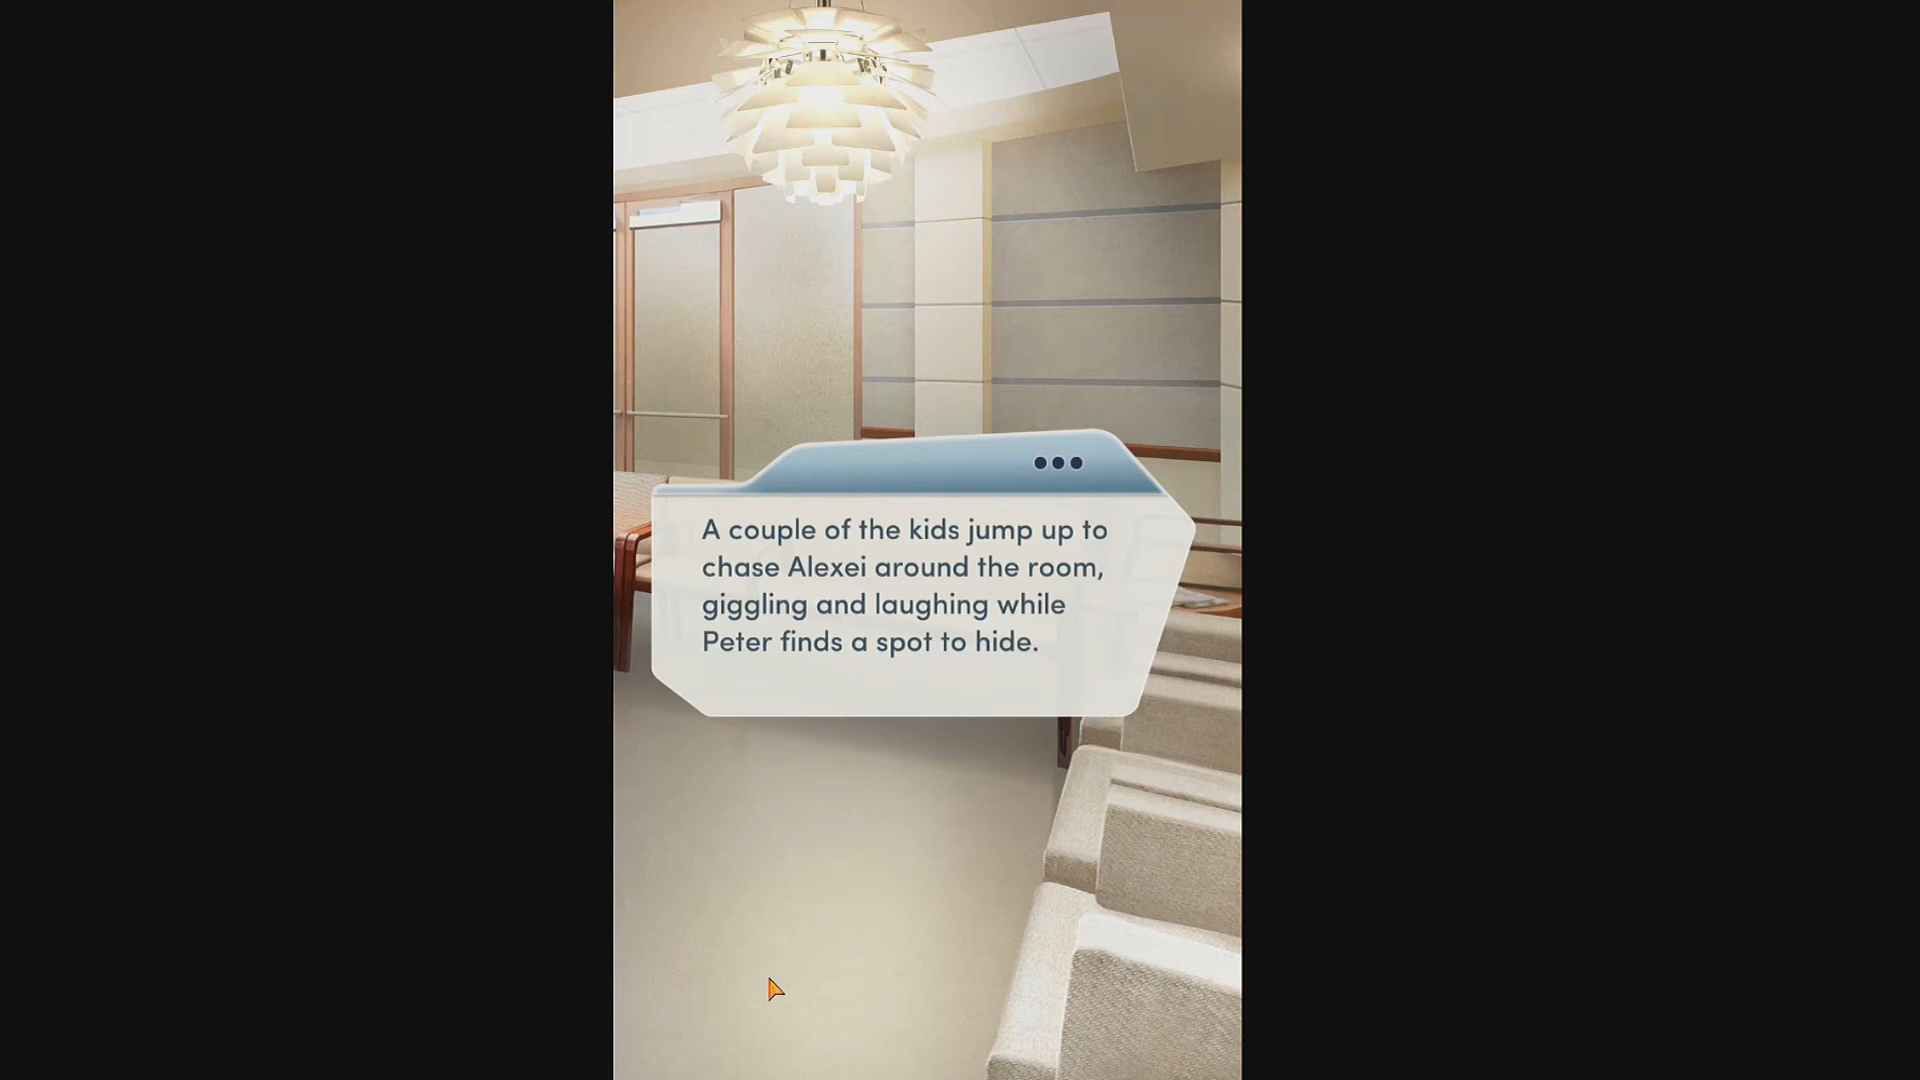 A couple of the kids jump up to
chase Alexei around the room,
giggling and laughing while
Peter finds a spot to hide.